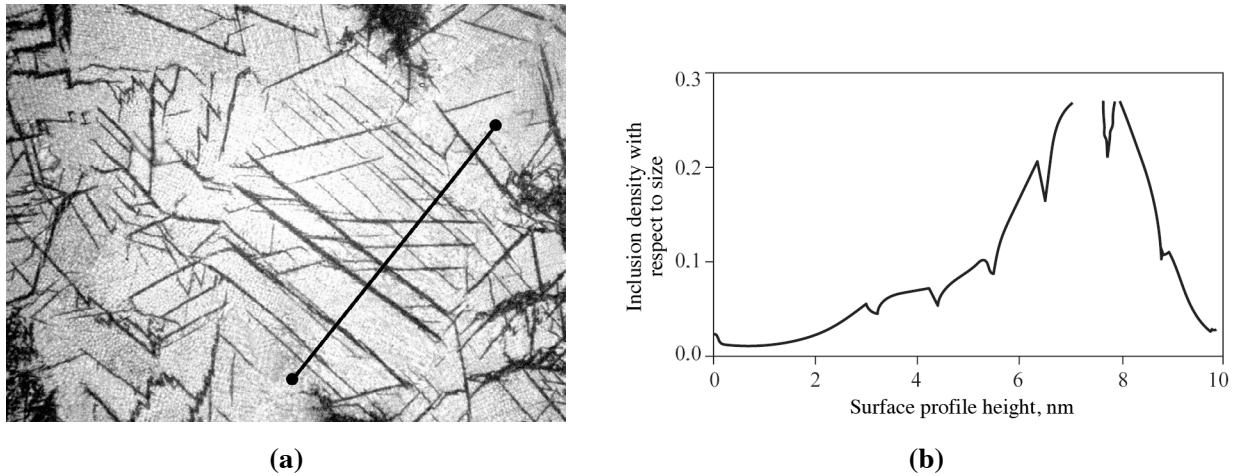 0.3
0.2
0.1
0.0
Inclusion density with
respect to size
0 2 4 6 8 10
Surface profile height, nm
(a) (b)